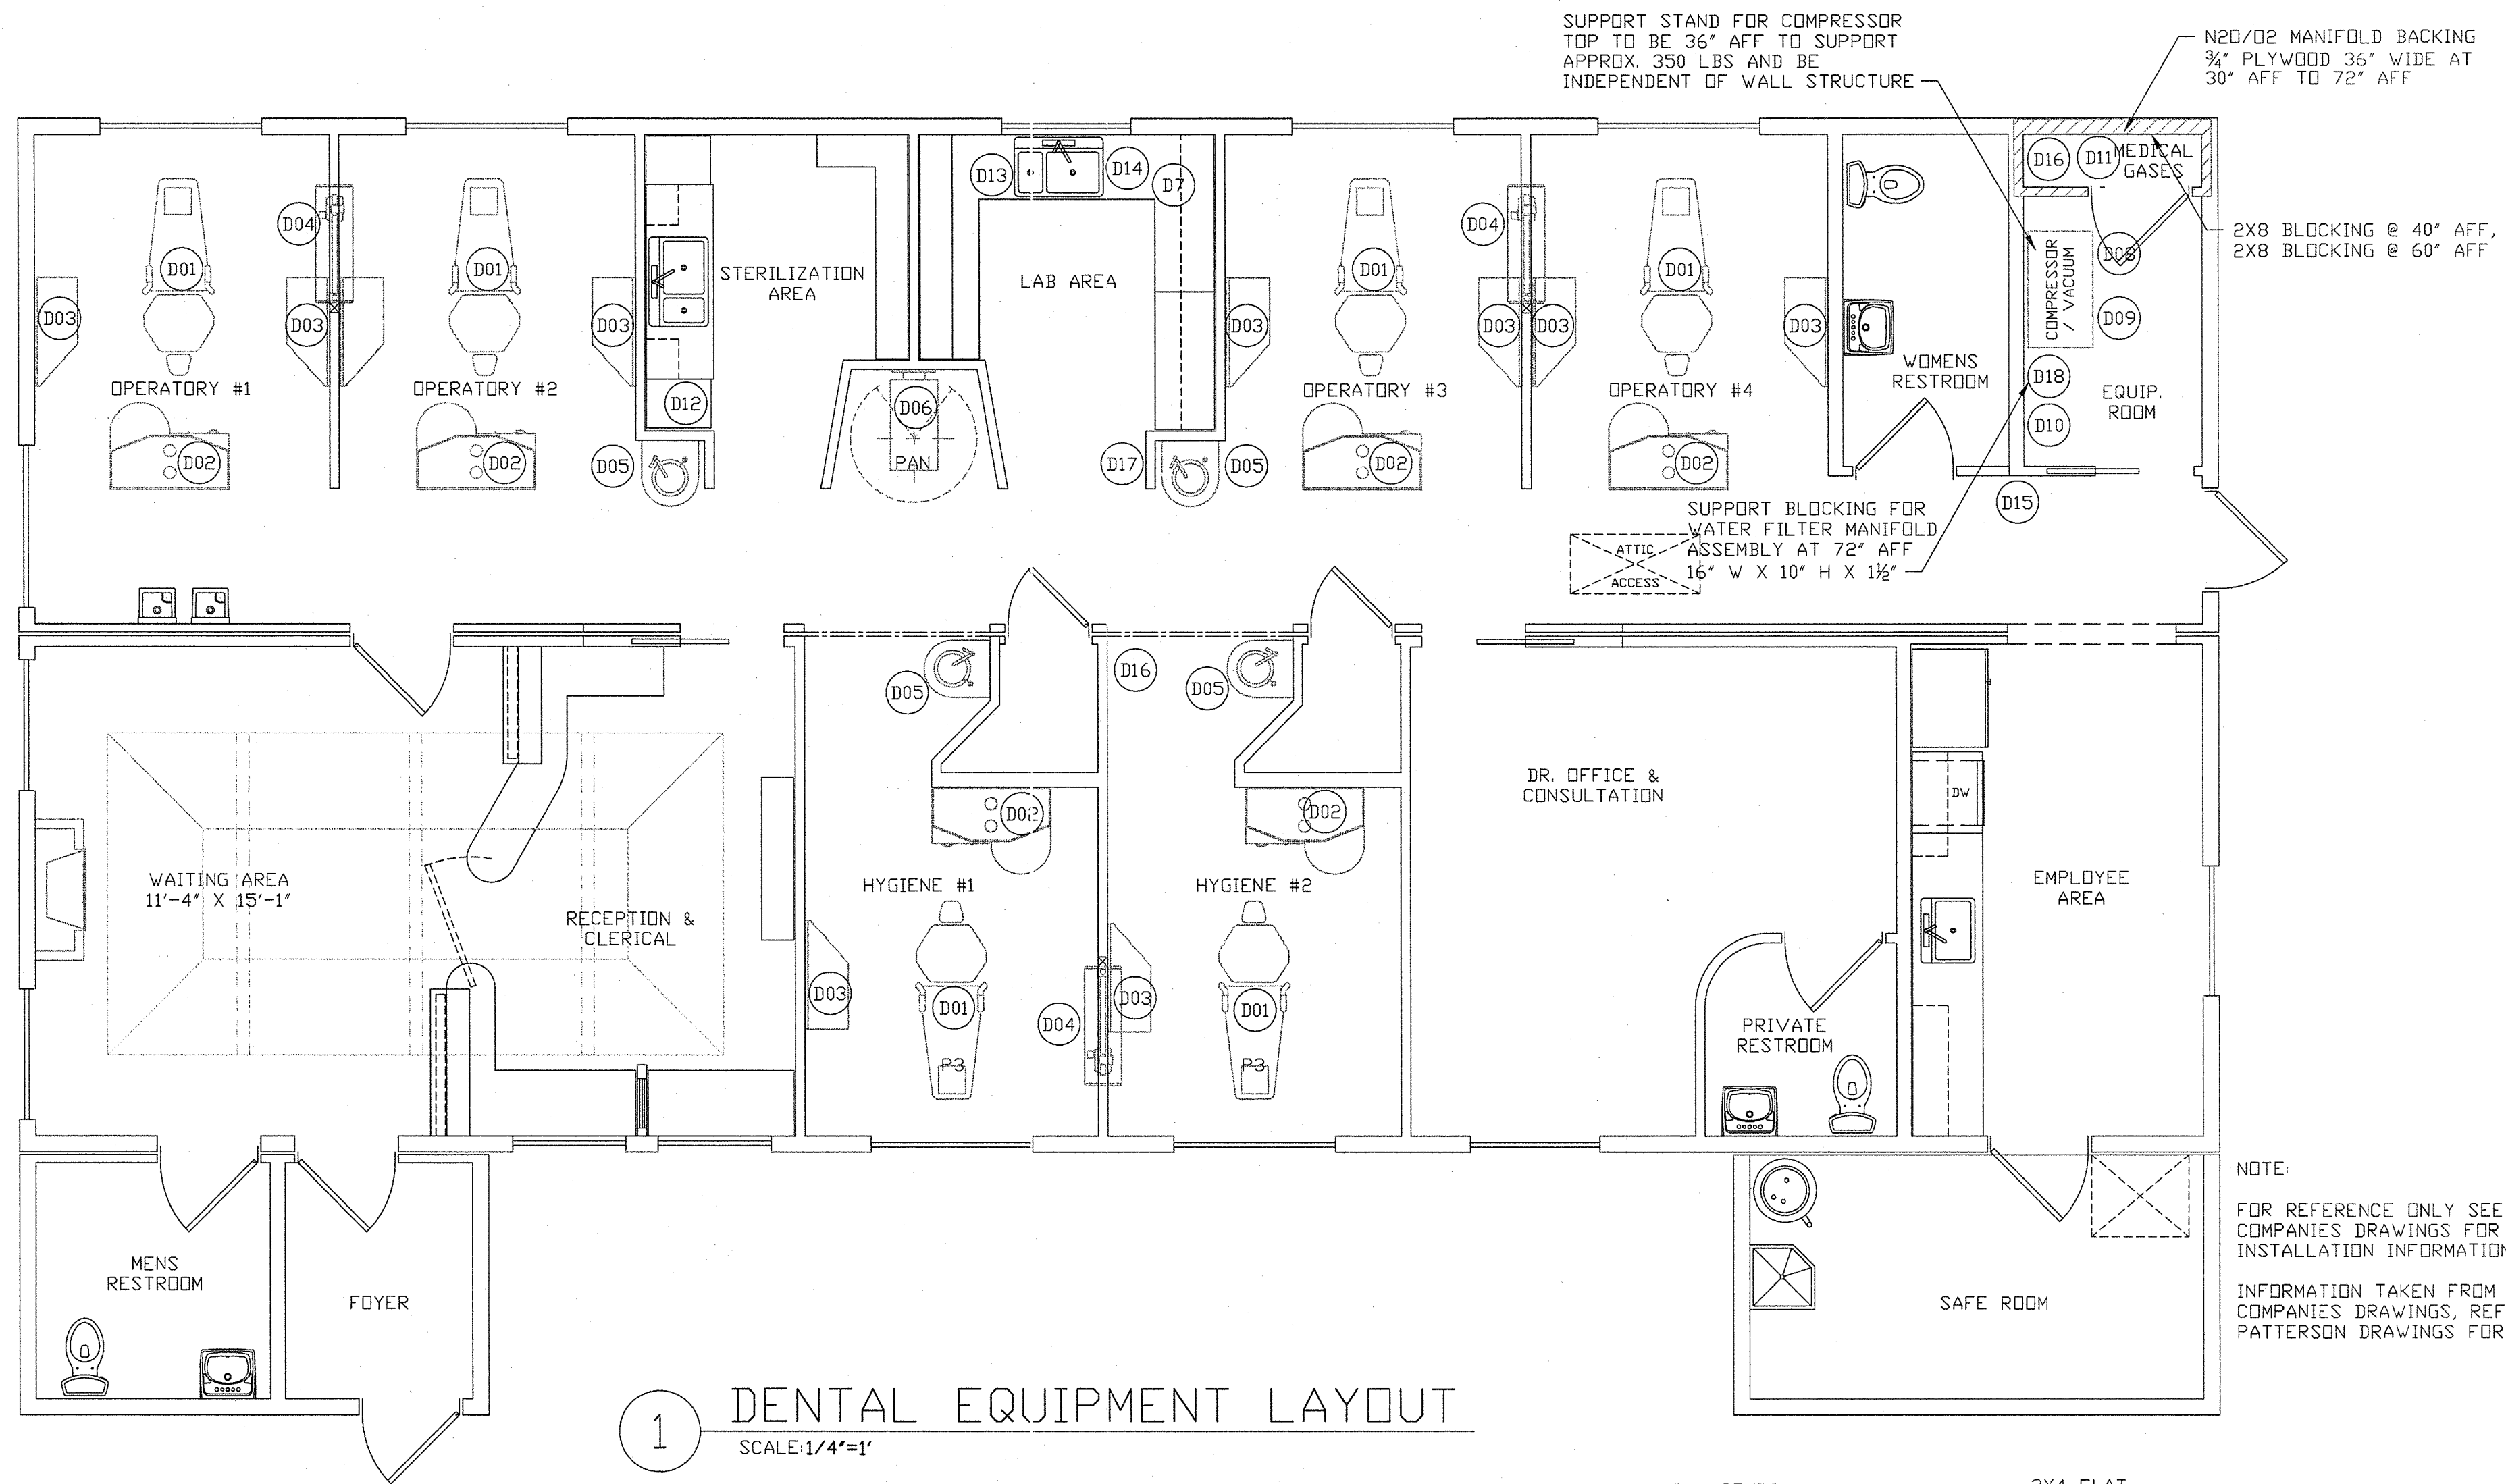 SUPPORT STAND FOR COMPRESSOR
TOP TO BE 36" AFF TO SUPPORT
APPROX. 350 LBS AND BE
INDEPENDENT OF WALL STRUCTURE
N2O/O2 MANIFOLD BACKING
¾" PLYWOOD 36" WIDE AT
30" AFF TO 72" AFF
2X8 BLOCKING @ 40" AFF,
2X8 BLOCKING @ 60" AFF
D16
D11
MEDICAL
GASES
D13
D14
D7
D04
D04
D01
D01
D01
D01
D03
D03
D03
D03
D03
D03
D03
STERILIZATION
AREA
LAB AREA
COMPRESSOR
/ VACUUM
D08
D09
WOMENS
RESTROOM
D18
EQUIP.
ROOM
D10
OPERATORY #1
OPERATORY #2
OPERATORY #3
OPERATORY #4
D12
D06
PAN
D02
D02
D05
D17
D05
D02
D02
D15
SUPPORT BLOCKING FOR
WATER FILTER MANIFOLD
ASSEMBLY AT 72" AFF
16" W X 10" H X 1½"
ATTIC
ACCESS
D05
D16
D05
D02
D02
DR. OFFICE &
CONSULTATION
DW
WAITING AREA
11'-4" X 15'-1"
RECEPTION &
CLERICAL
HYGIENE #1
HYGIENE #2
EMPLOYEE
AREA
D03
D01
D04
D03
D01
P3
P3
PRIVATE
RESTROOM
MENS
RESTROOM
FOYER
SAFE ROOM
NOTE:
FOR REFERENCE ONLY SEE
COMPANIES DRAWINGS FOR
INSTALLATION INFORMATION
INFORMATION TAKEN FROM
COMPANIES DRAWINGS, REF
PATTERSON DRAWINGS FOR
1
DENTAL EQUIPMENT LAYOUT
SCALE:1/4"=1'
2X4 FLAT